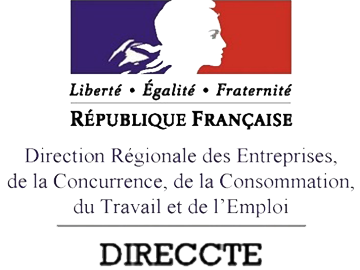 Liberté • Égalité • Fraternité
RÉPUBLIQUE FRANÇAISE
Direction Régionale des Entreprises,
de la Concurrence, de la Consommation,
du Travail et de l'Emploi
DIRECCTE